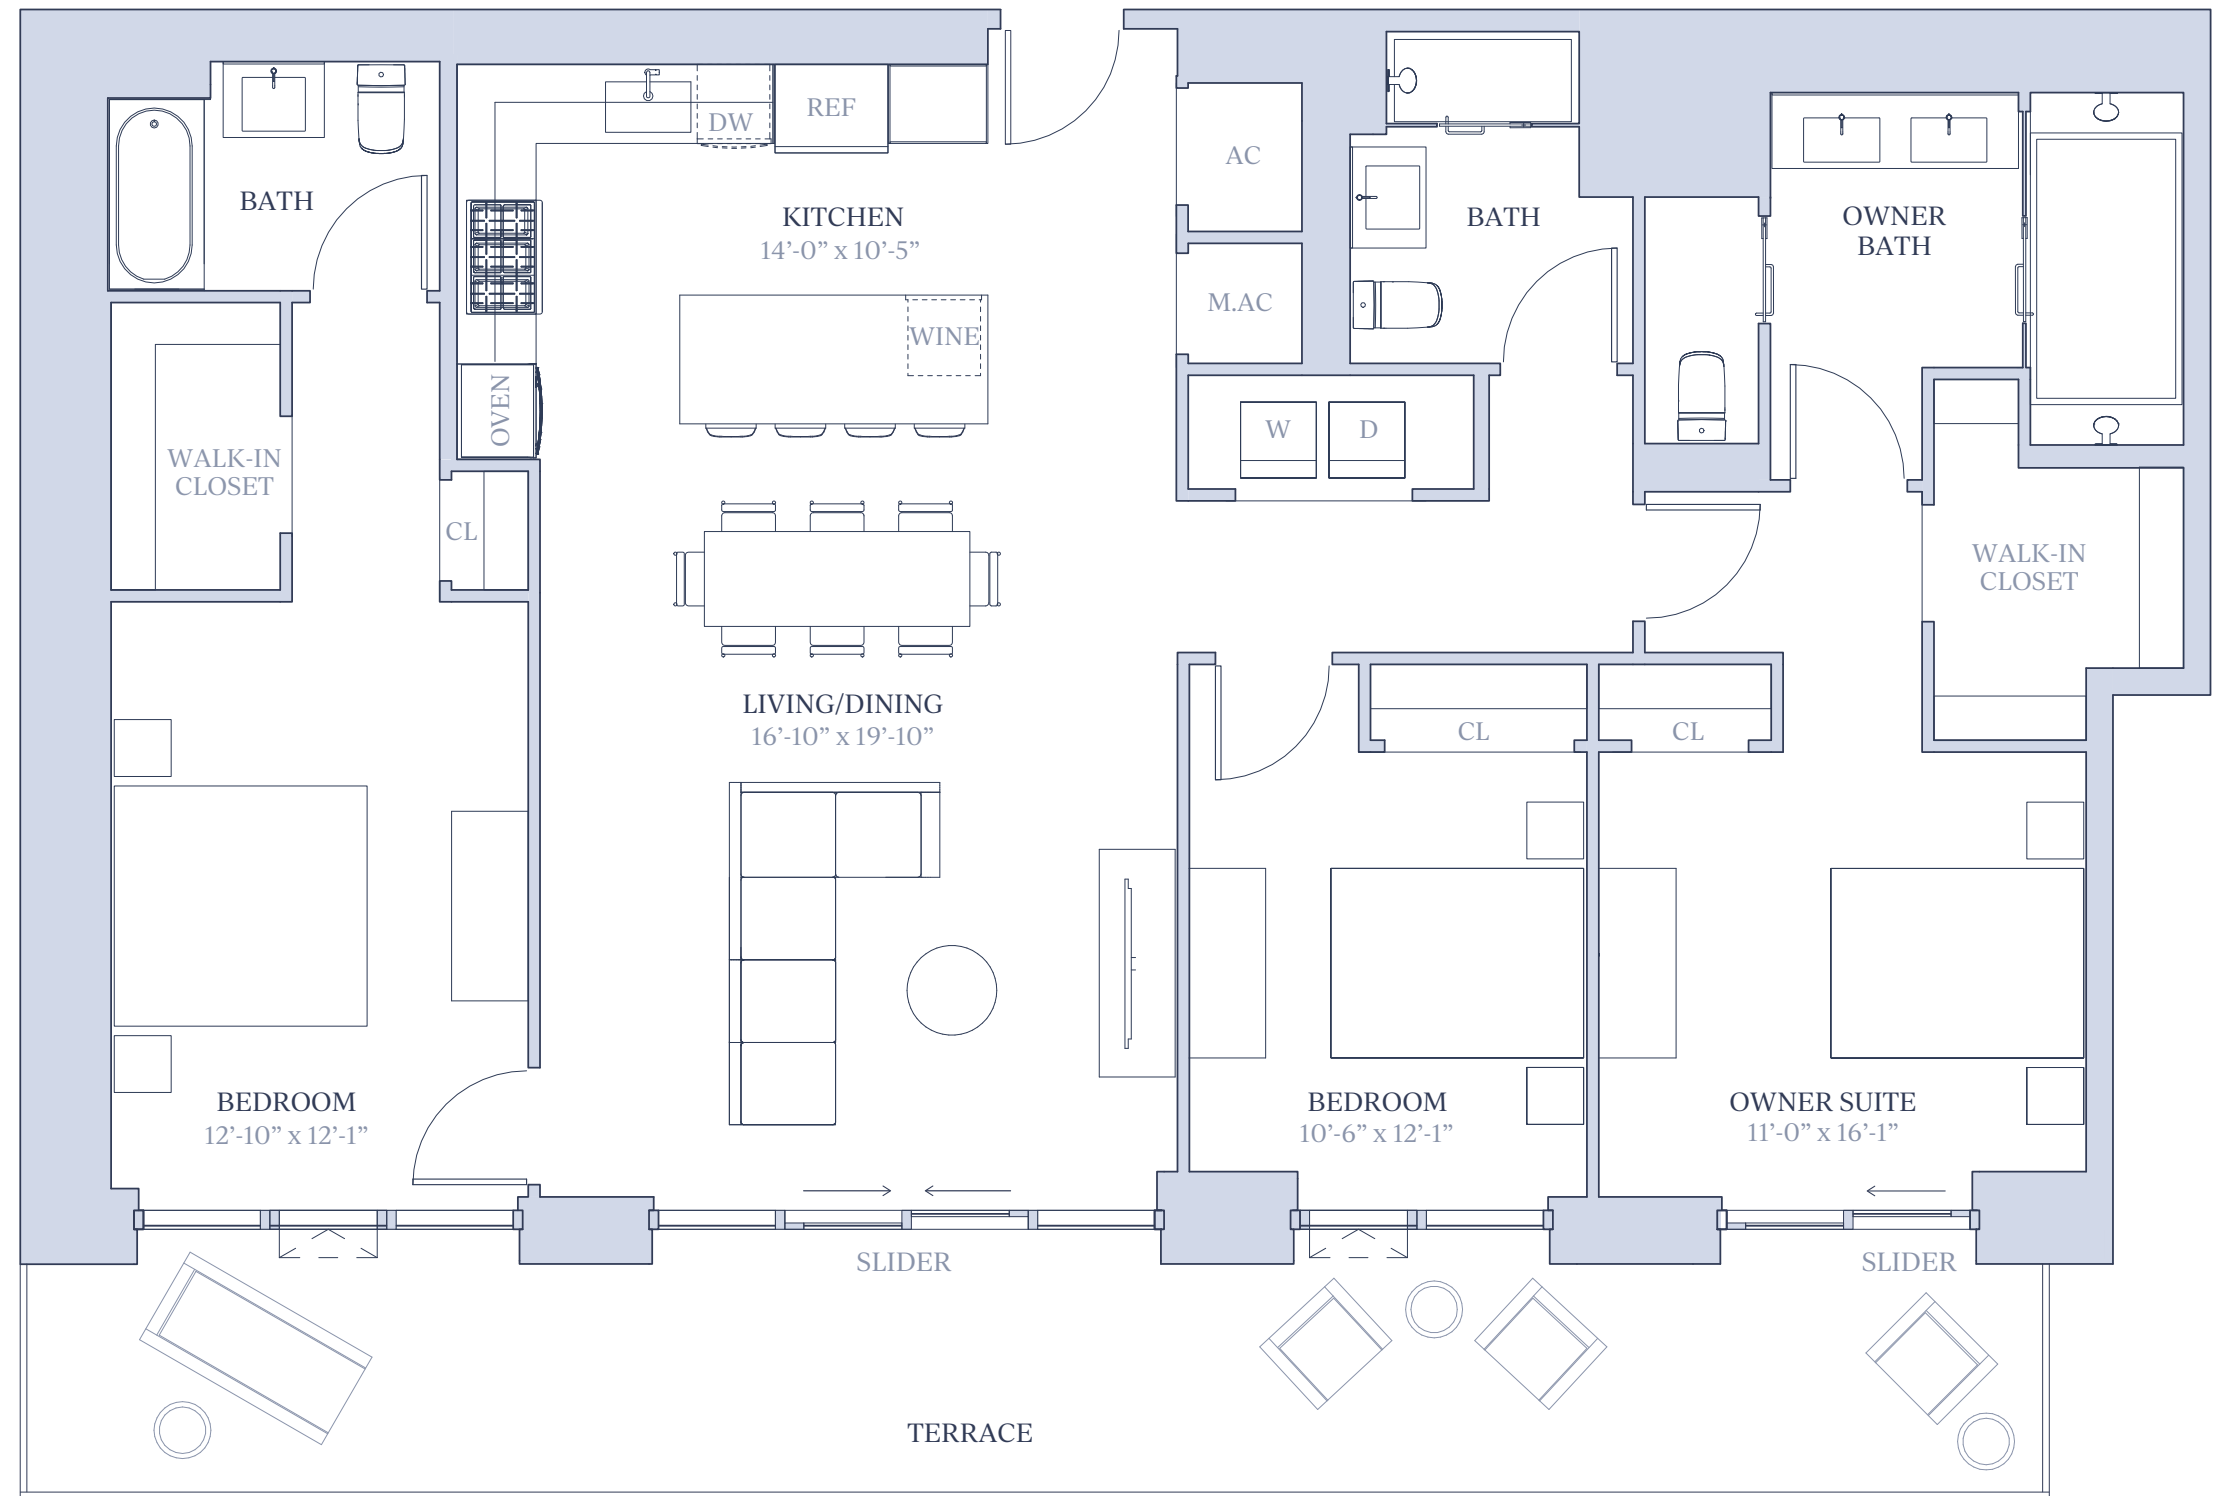 DW
REF
AC
BATH
KITCHEN
14’-0” x 10’-5”
BATH
OWNER
BATH
M.AC
WINE
OVEN
W
D
WALK-IN
CLOSET
CL
WALK-IN
CLOSET
LIVING/DINING
16’-10” x 19’-10”
CL
CL
BEDROOM
12’-10” x 12’-1”
BEDROOM
10’-6” x 12’-1”
OWNER SUITE
11’-0” x 16’-1”
SLIDER
SLIDER
TERRACE